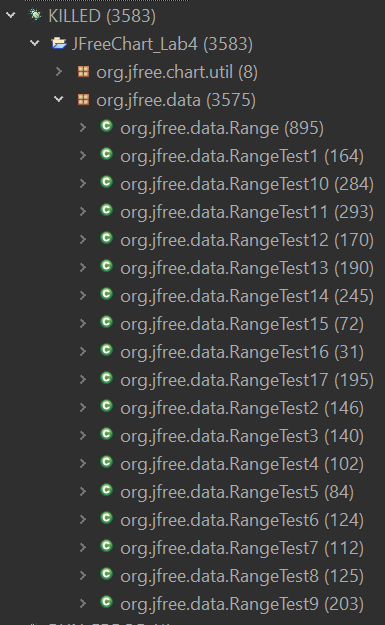 KILLED (3583)
JFreeChart_Lab4 (3583)
org.jfree.chart.util (8)
org.jfree.data (3575)
org.jfree.data.Range (895)
org.jfree.data.RangeTest1 (164)
org.jfree.data.RangeTest10 (284)
org.jfree.data.RangeTest11 (293)
org.jfree.data.RangeTest12 (170)
org.jfree.data.RangeTest13 (190)
org.jfree.data.RangeTest14 (245)
org.jfree.data.RangeTest15 (72)
org.jfree.data.RangeTest16 (31)
org.jfree.data.RangeTest17 (195)
org.jfree.data.RangeTest2 (146)
org.jfree.data.RangeTest3 (140)
org.jfree.data.RangeTest4 (102)
org.jfree.data.RangeTest5 (84)
org.jfree.data.RangeTest6 (124)
org.jfree.data.RangeTest7 (112)
org.jfree.data.RangeTest8 (125)
org.jfree.data.RangeTest9 (203)